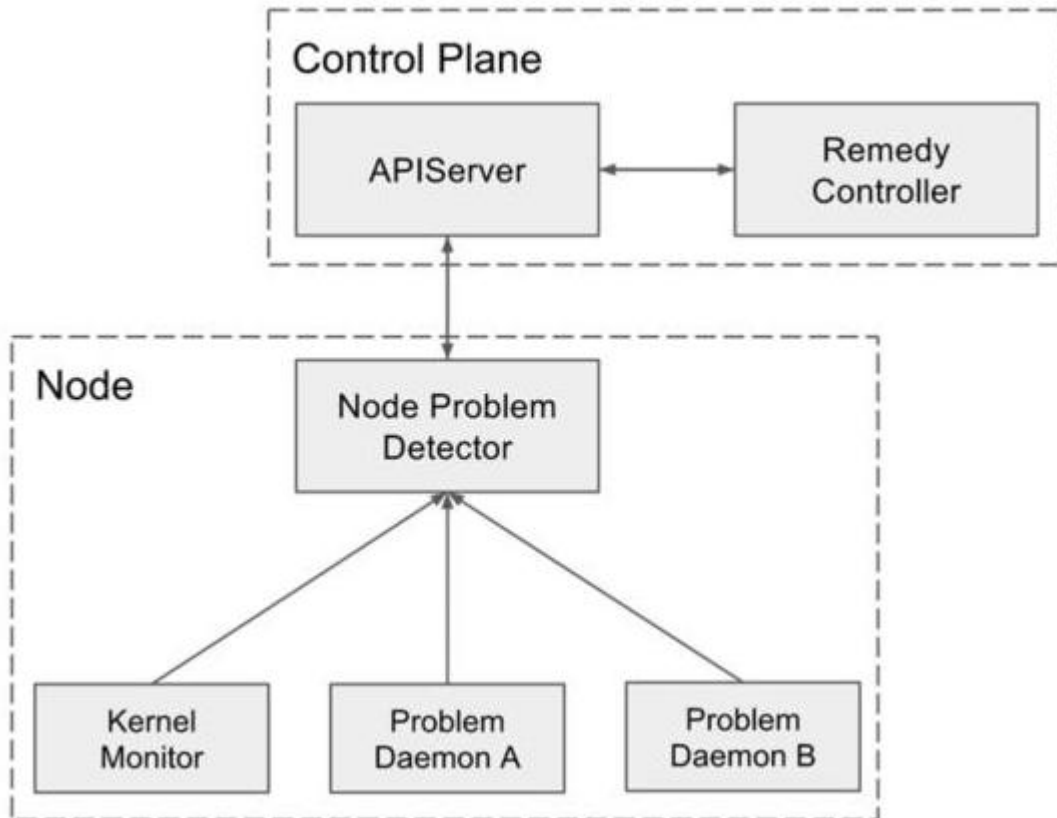 Control Plane
APIServer
Remedy
Controller
Node
Node Problem
Detector
Kernel
Monitor
Problem
Daemon A
Problem
Daemon B